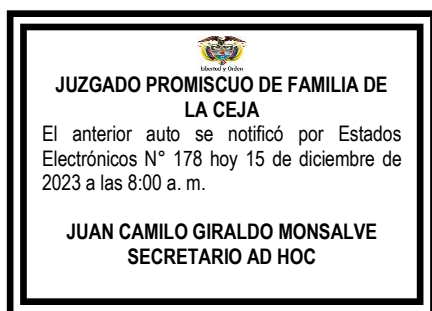 Libertad y Orden
JUZGADO PROMISCUO DE FAMILIA DE
LA CEJA
El anterior auto se notificó por Estados
Electrónicos N° 178 hoy 15 de diciembre de
2023 a las 8:00 a. m.
JUAN CAMILO GIRALDO MONSALVE
SECRETARIO AD HOC